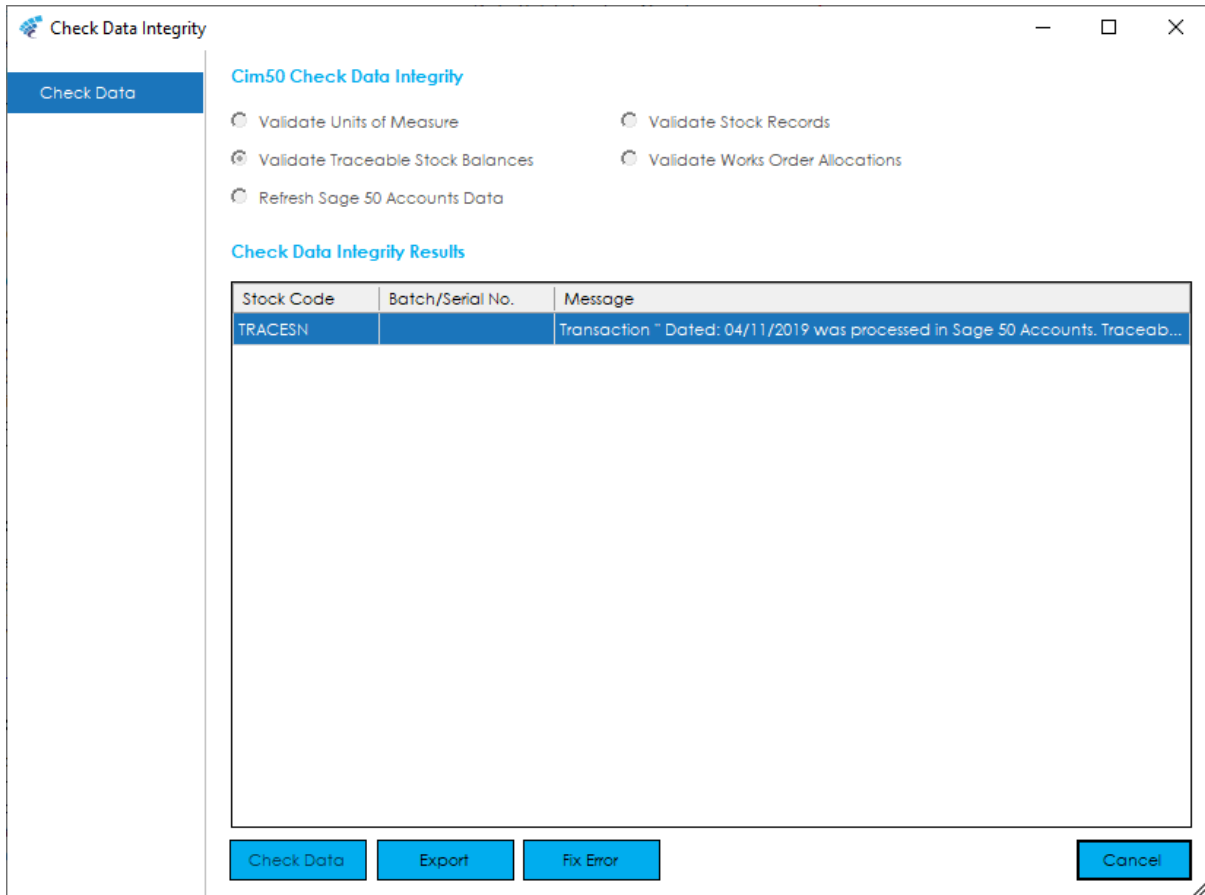 Check Data Integrity
Check Data
Cim50 Check Data Integrity
Validate Units of Measure
Validate Stock Records
Validate Traceable Stock Balances
Validate Works Order Allocations
Refresh Sage 50 Accounts Data
Check Data Integrity Results
Stock Code Batch/Serial No. Message
TRACESN Transaction '' Dated: 04/11/2019 was processed in Sage 50 Accounts. Traceab...
Check Data Export Fix Error Cancel